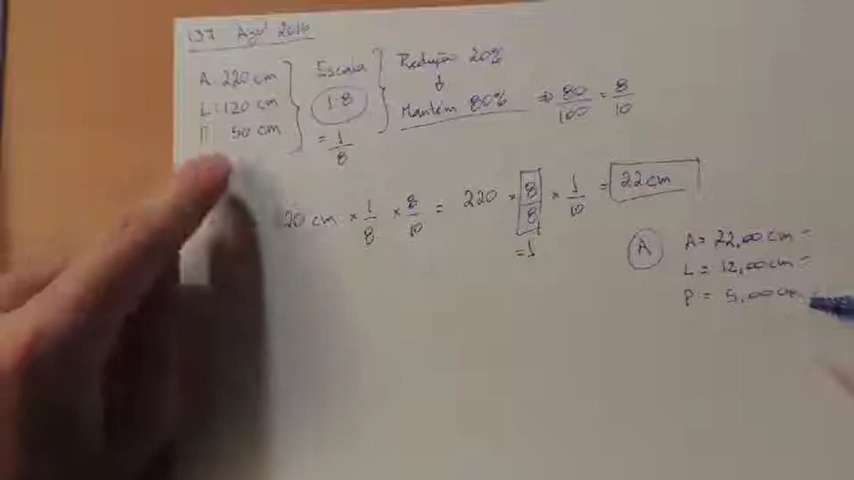 137 Azul 2016
A: 220 cm
L: 120 cm
P 50 cm
Escala
1:8
= 1/8
Redução 20%
↓
Mantém 80% ⇒ 80/100 = 8/10
20 cm × 1/8 × 8/10 = 220 × 8/8 × 1/10 = 22 cm
= 1
A
A = 22,00 cm
L = 12,00 cm
P = 5,00 cm